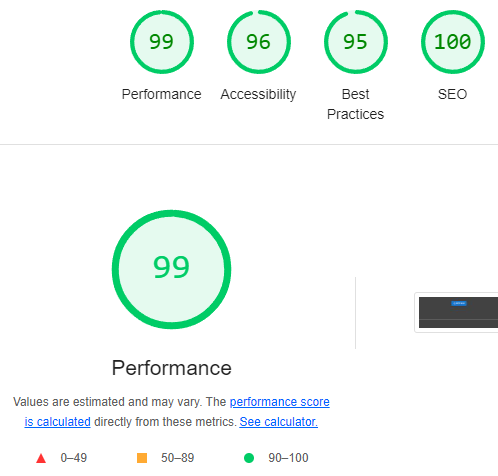 99 96 95 100
Performance Accessibility Best Practices SEO
99
Performance
Values are estimated and may vary. The performance score
is calculated directly from these metrics. See calculator.
0–49 50–89 90–100